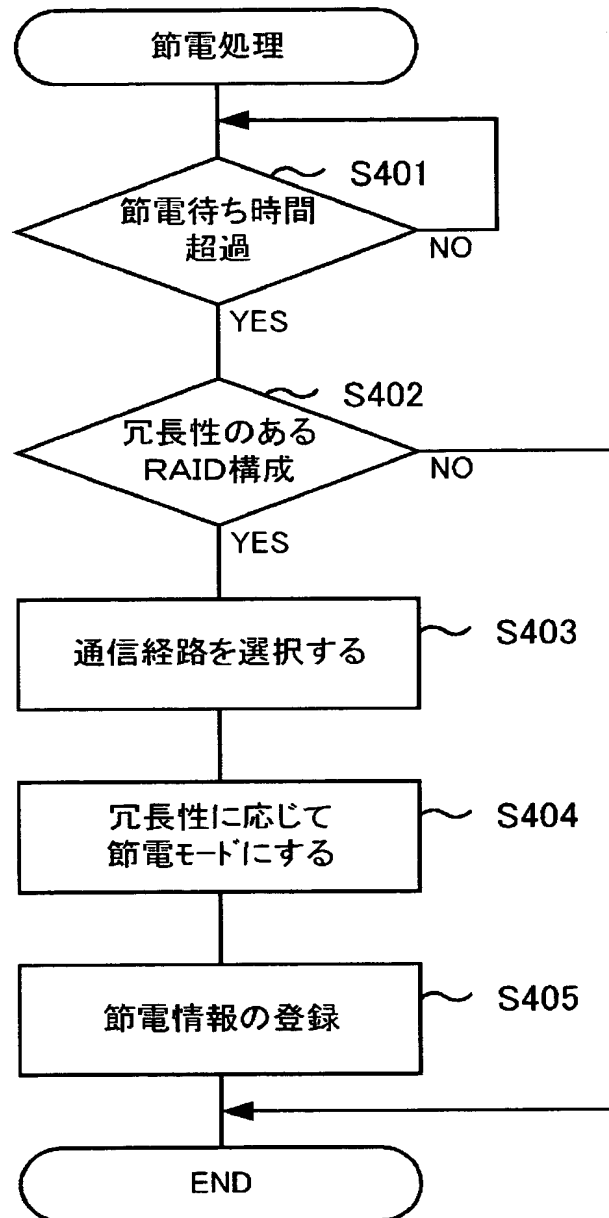 節電処理
S401
節電待ち時間
超過
NO
YES
S402
冗長性のある
RAID構成
NO
YES
通信経路を選択する
S403
冗長性に応じて
節電ﾓｰﾄﾞにする
S404
節電情報の登録
S405
END